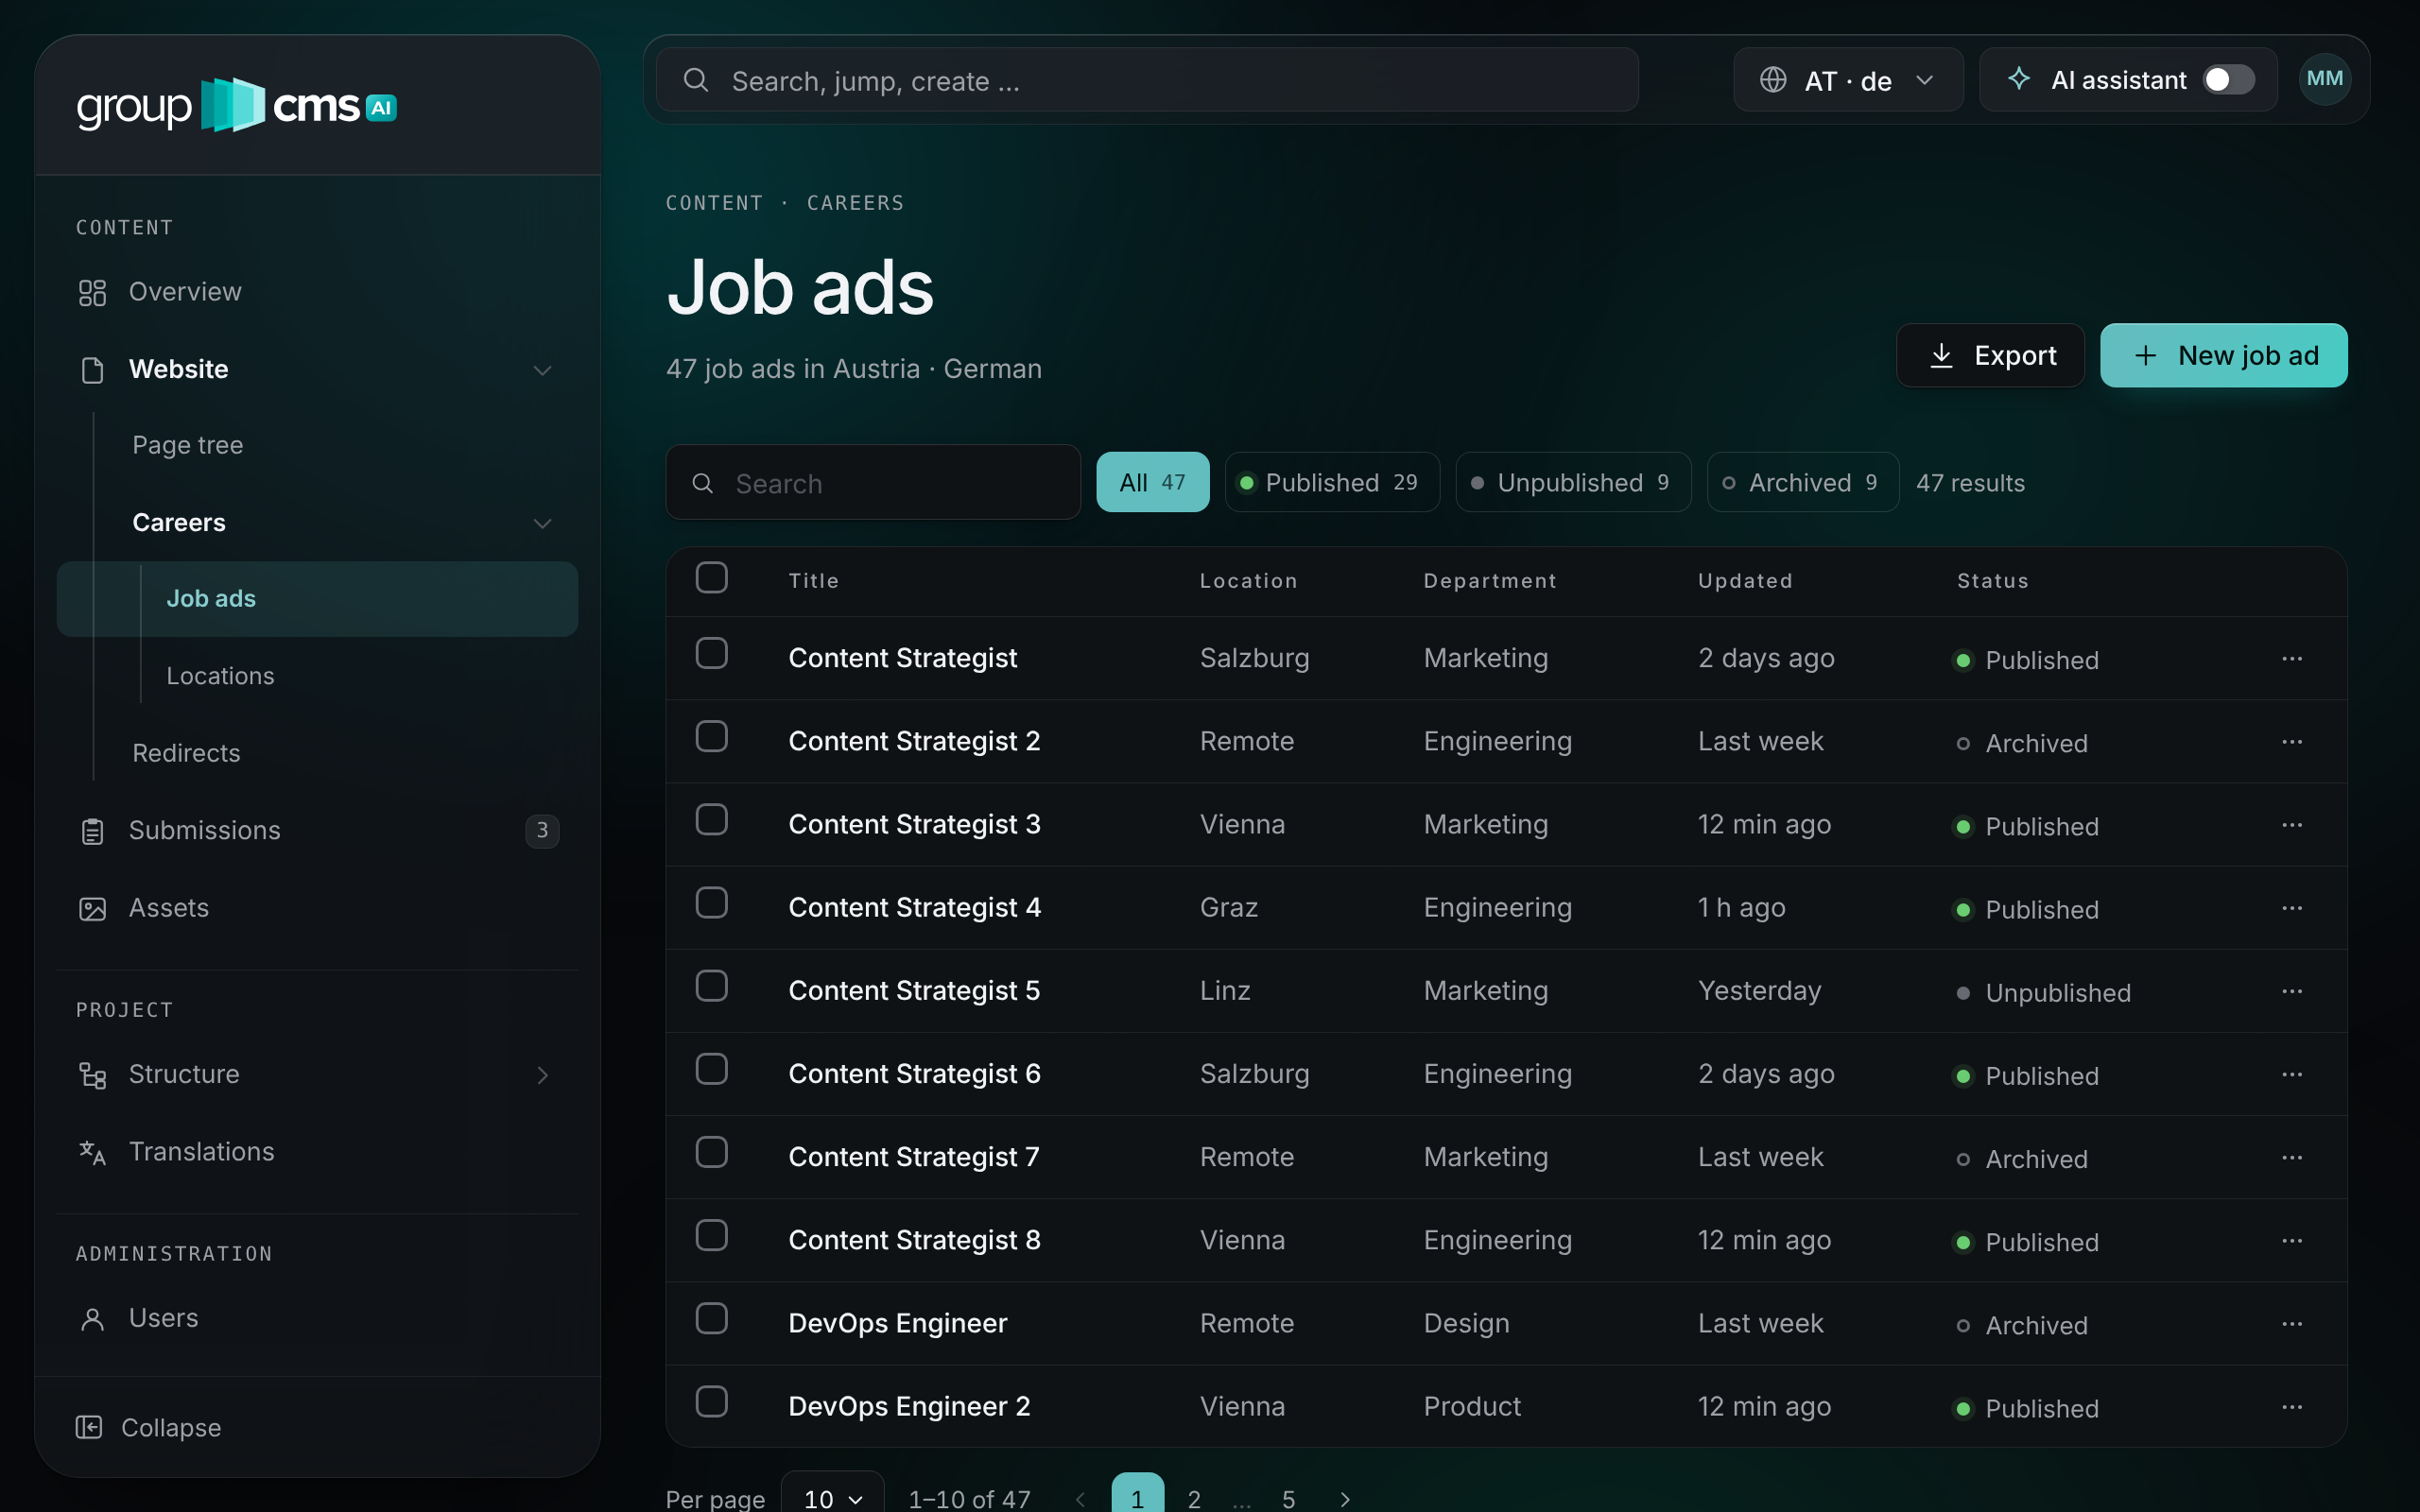 group cms AI
Search, jump, create ...
AT · de
AI assistant
MM
CONTENT
Overview
Website
Page tree
Careers
Job ads
Locations
Redirects
Submissions 3
Assets
PROJECT
Structure
Translations
ADMINISTRATION
Users
Collapse
CONTENT · CAREERS
Job ads
47 job ads in Austria · German
Export
New job ad
Search
All 47
Published 29
Unpublished 9
Archived 9
47 results
Title Location Department Updated Status
Content Strategist Salzburg Marketing 2 days ago Published
Content Strategist 2 Remote Engineering Last week Archived
Content Strategist 3 Vienna Marketing 12 min ago Published
Content Strategist 4 Graz Engineering 1 h ago Published
Content Strategist 5 Linz Marketing Yesterday Unpublished
Content Strategist 6 Salzburg Engineering 2 days ago Published
Content Strategist 7 Remote Marketing Last week Archived
Content Strategist 8 Vienna Engineering 12 min ago Published
DevOps Engineer Remote Design Last week Archived
DevOps Engineer 2 Vienna Product 12 min ago Published
Per page 10 1–10 of 47 1 2 ... 5